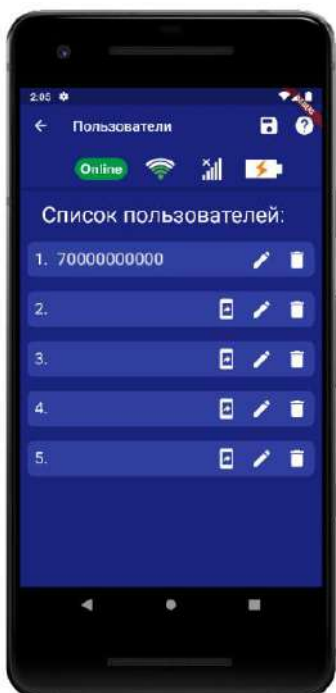 2:05
Пользователи
Online
Список пользователей:
1. 70000000000
2.
3.
4.
5.